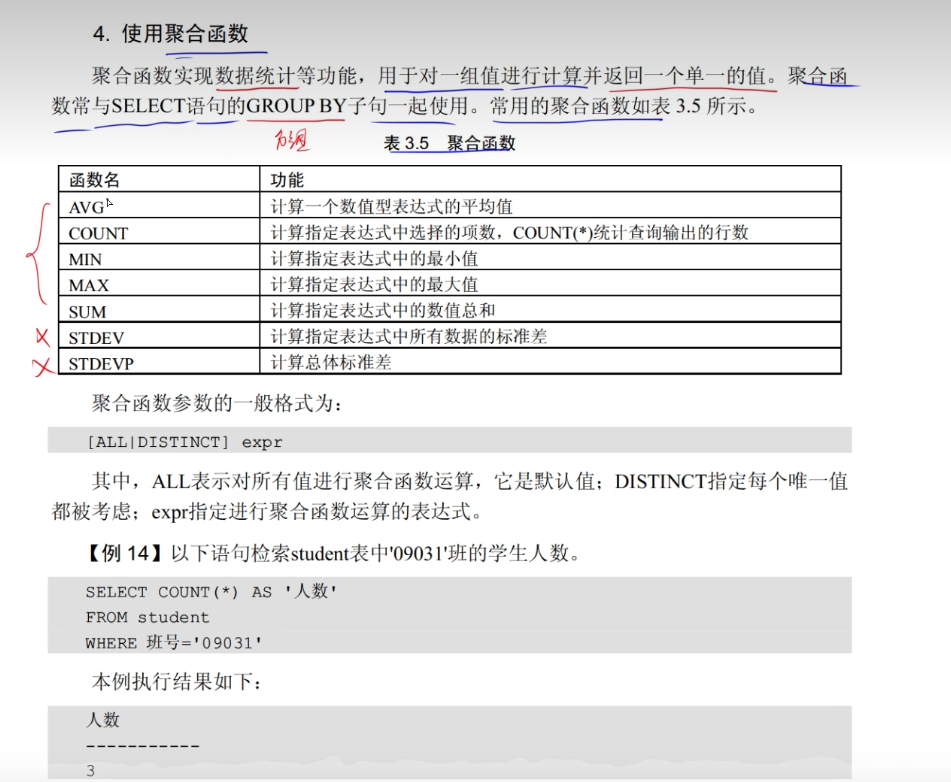 4. 使用聚合函数
聚合函数实现数据统计等功能，用于对一组值进行计算并返回一个单一的值。聚合函
数常与SELECT语句的GROUP BY子句一起使用。常用的聚合函数如表 3.5 所示。
分组
表 3.5 聚合函数
函数名 功能
AVG 计算一个数值型表达式的平均值
COUNT 计算指定表达式中选择的项数，COUNT(*)统计查询输出的行数
MIN 计算指定表达式中的最小值
MAX 计算指定表达式中的最大值
SUM 计算指定表达式中的数值总和
STDEV 计算指定表达式中所有数据的标准差
STDEVP 计算总体标准差
聚合函数参数的一般格式为：
[ALL|DISTINCT] expr
其中，ALL表示对所有值进行聚合函数运算，它是默认值；DISTINCT指定每个唯一值
都被考虑；expr指定进行聚合函数运算的表达式。
【例 14】以下语句检索student表中'09031'班的学生人数。
SELECT COUNT(*) AS '人数'
FROM student
WHERE 班号='09031'
本例执行结果如下：
人数
-----------
3